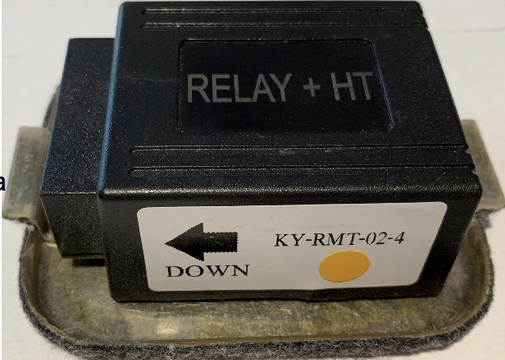 RELAY + HT
a
KY-RMT-02-4
DOWN